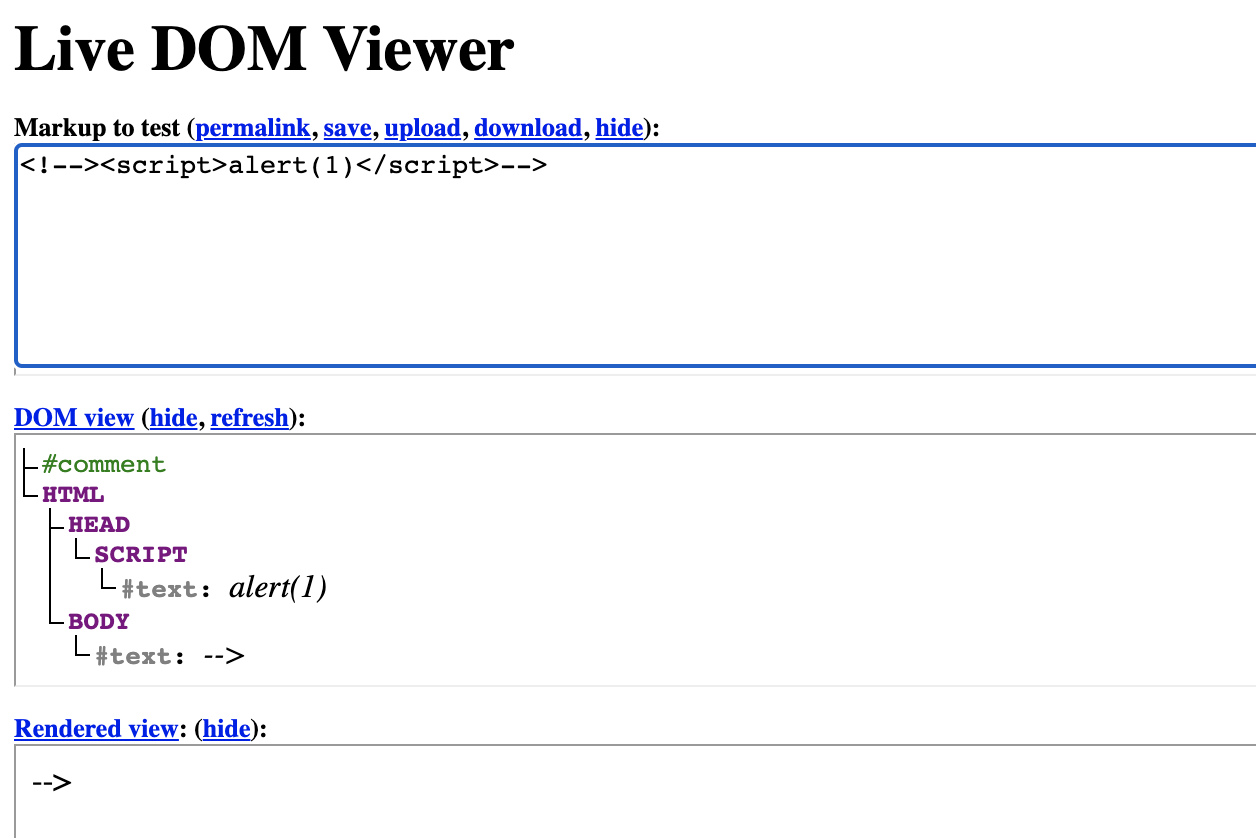 Live DOM Viewer
Markup to test (permalink, save, upload, download, hide):
<!--><script>alert(1)</script>-->
DOM view (hide, refresh):
#comment
HTML
HEAD
SCRIPT
#text: alert(1)
BODY
#text: -->
Rendered view: (hide):
-->